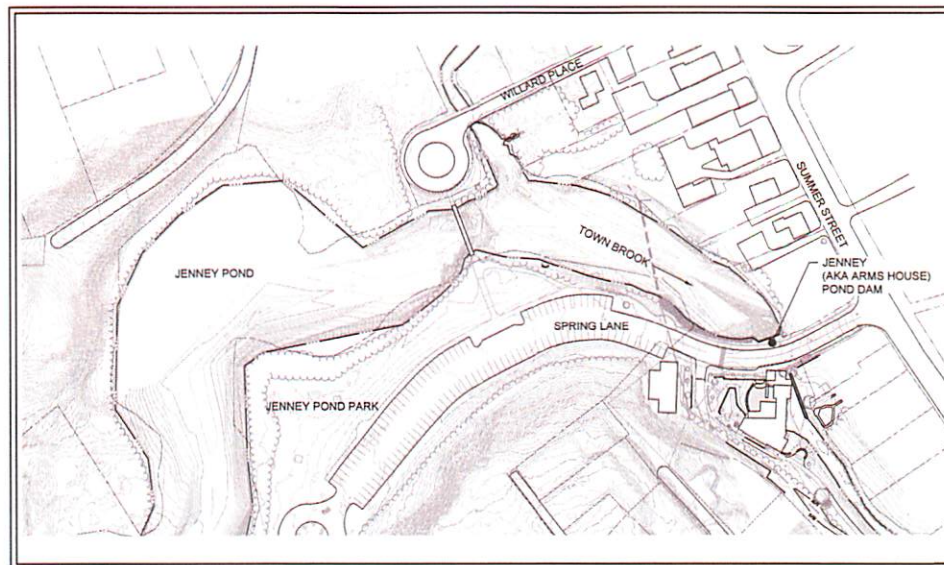 WILLARD PLACE
SUMMER STREET
TOWN BROOK
JENNEY
(AKA ARMS HOUSE)
POND DAM
JENNEY POND
SPRING LANE
JENNEY POND PARK